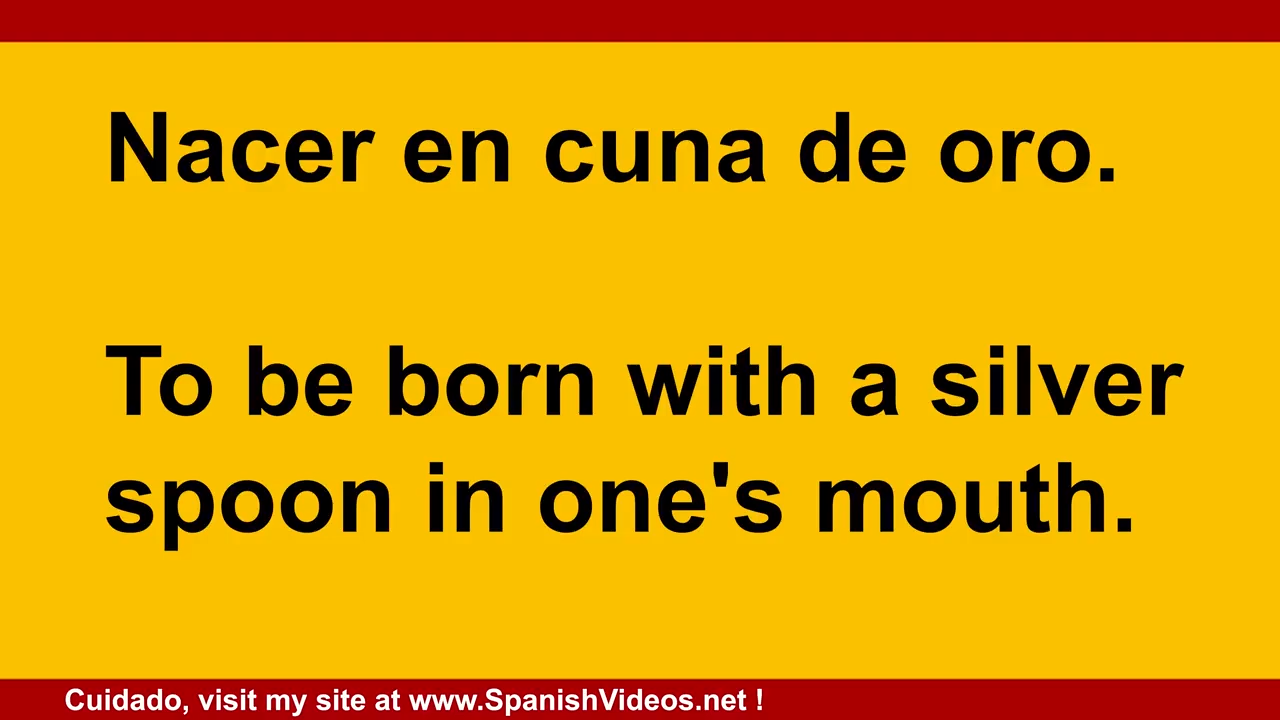 Nacer en cuna de oro.
To be born with a silver
spoon in one's mouth.
Cuidado, visit my site at www.SpanishVideos.net !